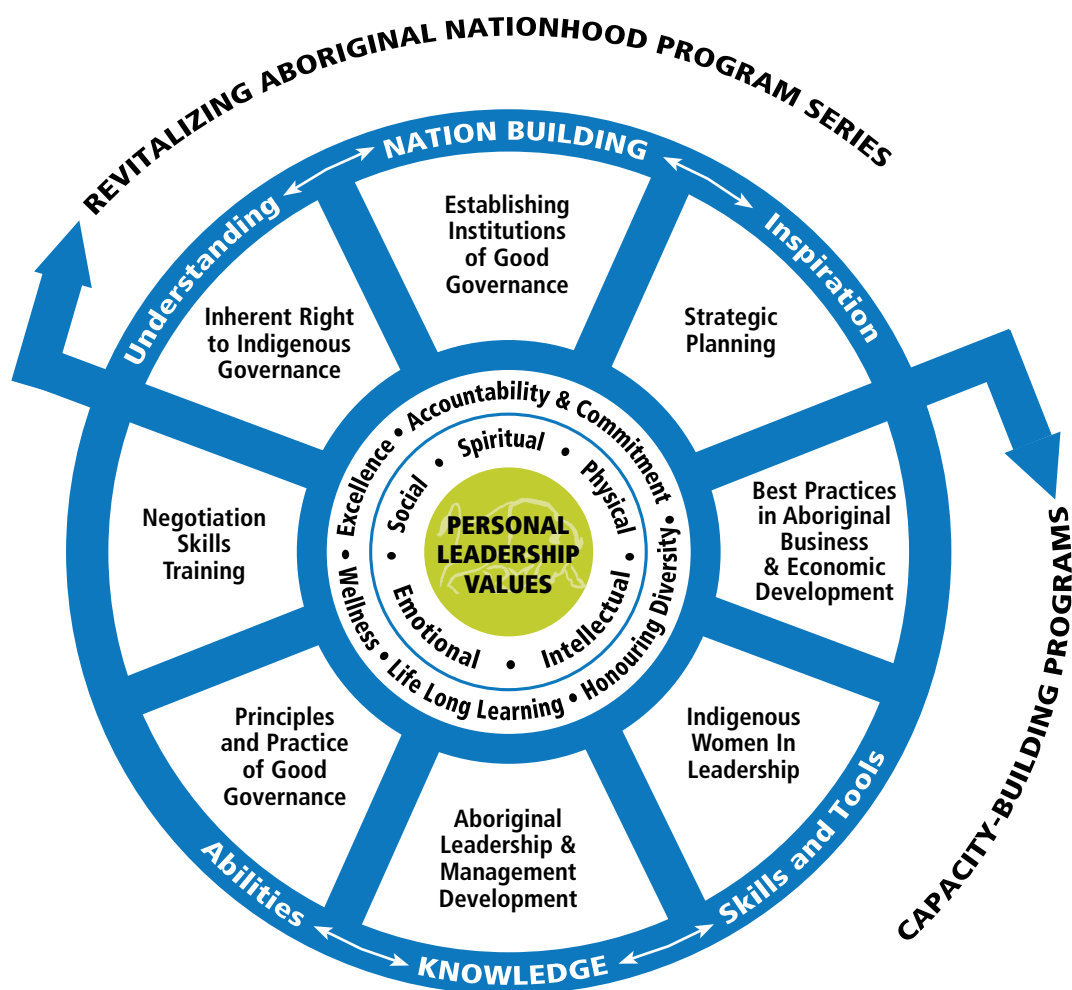 REVITALIZING ABORIGINAL NATIONHOOD PROGRAM SERIES
NATION BUILDING
Understanding
Inspiration
Establishing
Institutions
of Good
Governance
Inherent Right
to Indigenous
Governance
Strategic
Planning
Negotiation
Skills
Training
Best Practices
in Aboriginal
Business
& Economic
Development
• Excellence • Accountability & Commitment •
Honouring Diversity • Life Long Learning • Wellness
• Social • Spiritual • Physical •
Intellectual • Emotional
PERSONAL
LEADERSHIP
VALUES
Principles
and Practice
of Good
Governance
Indigenous
Women In
Leadership
Aboriginal
Leadership &
Management
Development
Abilities
KNOWLEDGE
Skills and Tools
CAPACITY-BUILDING PROGRAMS